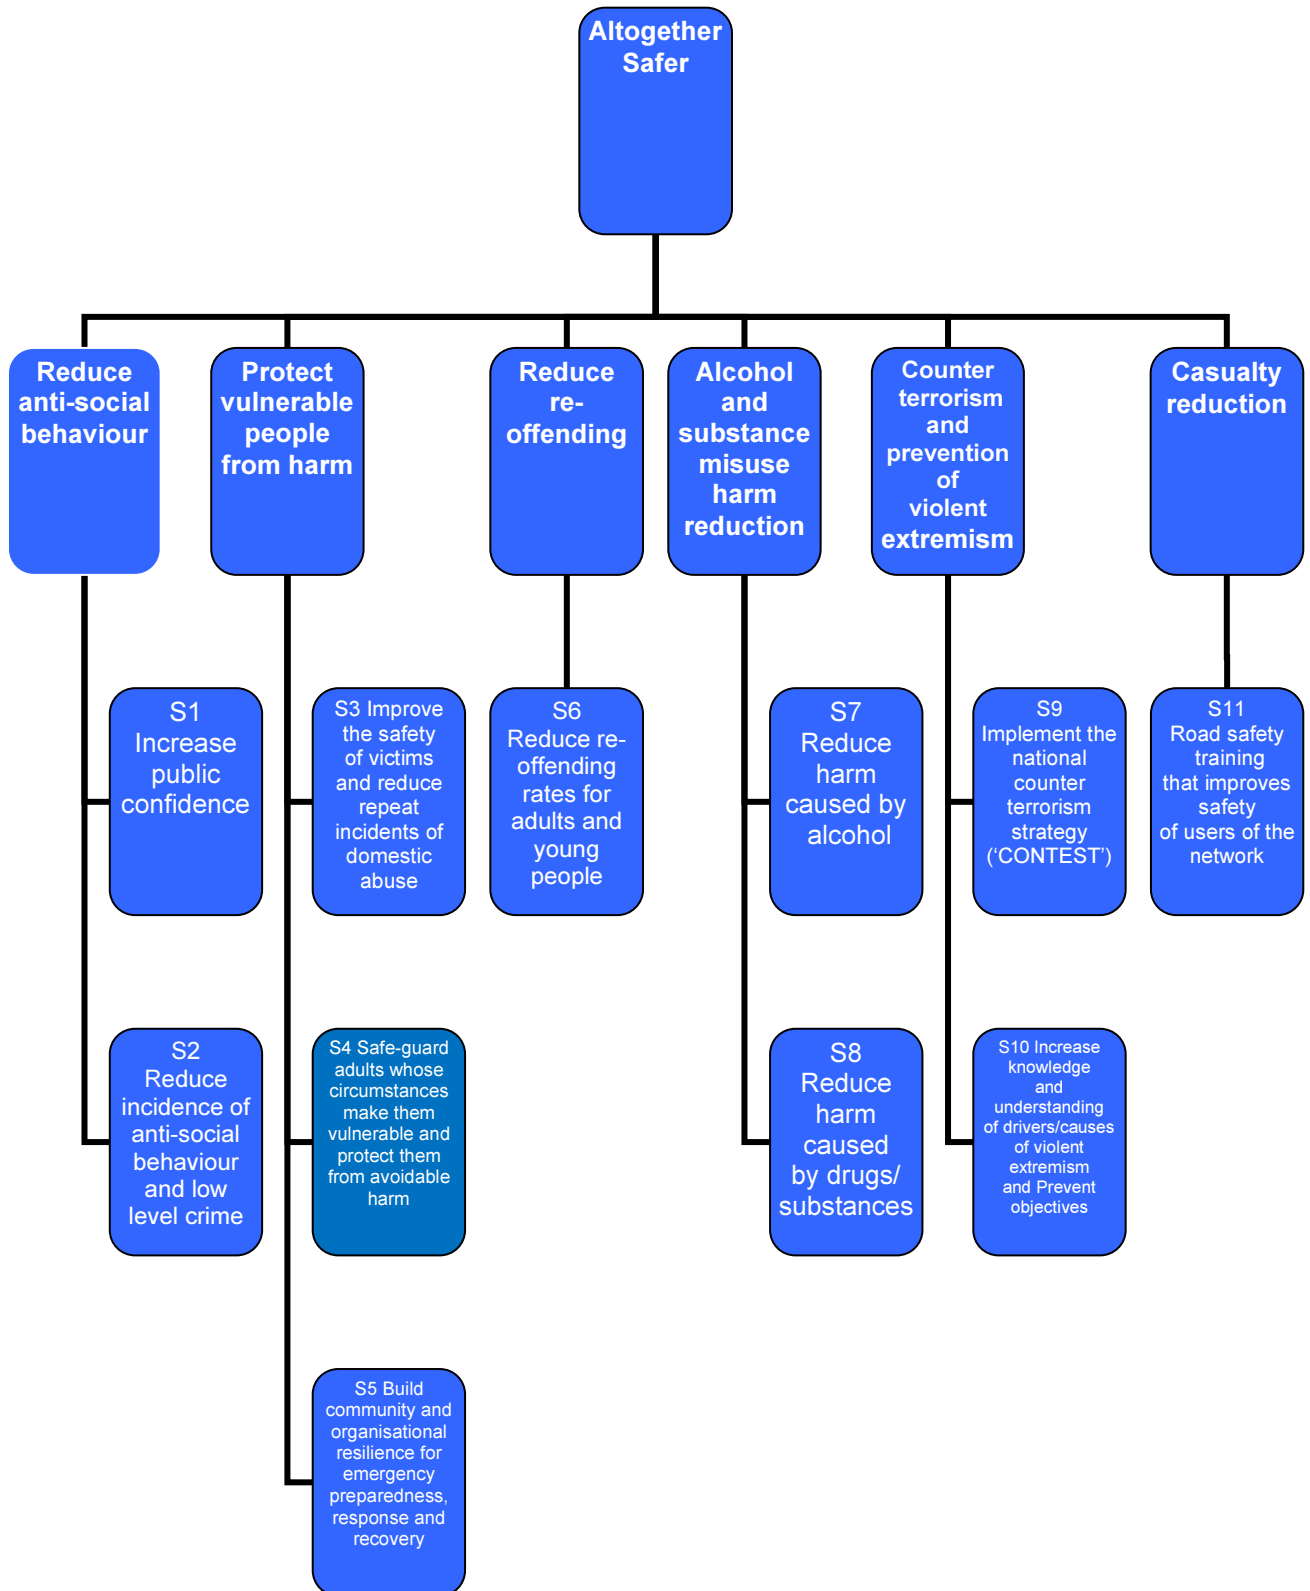 Altogether
Safer
Reduce
anti-social
behaviour
Protect
vulnerable
people
from harm
Reduce
re-
offending
Alcohol
and
substance
misuse
harm
reduction
Counter
terrorism
and
prevention
of
violent
extremism
Casualty
reduction
S1
Increase
public
confidence
S3 Improve
the safety
of victims
and reduce
repeat
incidents of
domestic
abuse
S6
Reduce re-
offending
rates for
adults and
young
people
S7
Reduce
harm
caused by
alcohol
S9
Implement the
national
counter
terrorism
strategy
(‘CONTEST’)
S11
Road safety
training
that improves
safety
of users of the
network
S2
Reduce
incidence of
anti-social
behaviour
and low
level crime
S4 Safe-guard
adults whose
circumstances
make them
vulnerable and
protect them
from avoidable
harm
S8
Reduce
harm
caused
by drugs/
substances
S10 Increase
knowledge
and
understanding
of drivers/causes
of violent
extremism
and Prevent
objectives
S5 Build
community and
organisational
resilience for
emergency
preparedness,
response and
recovery